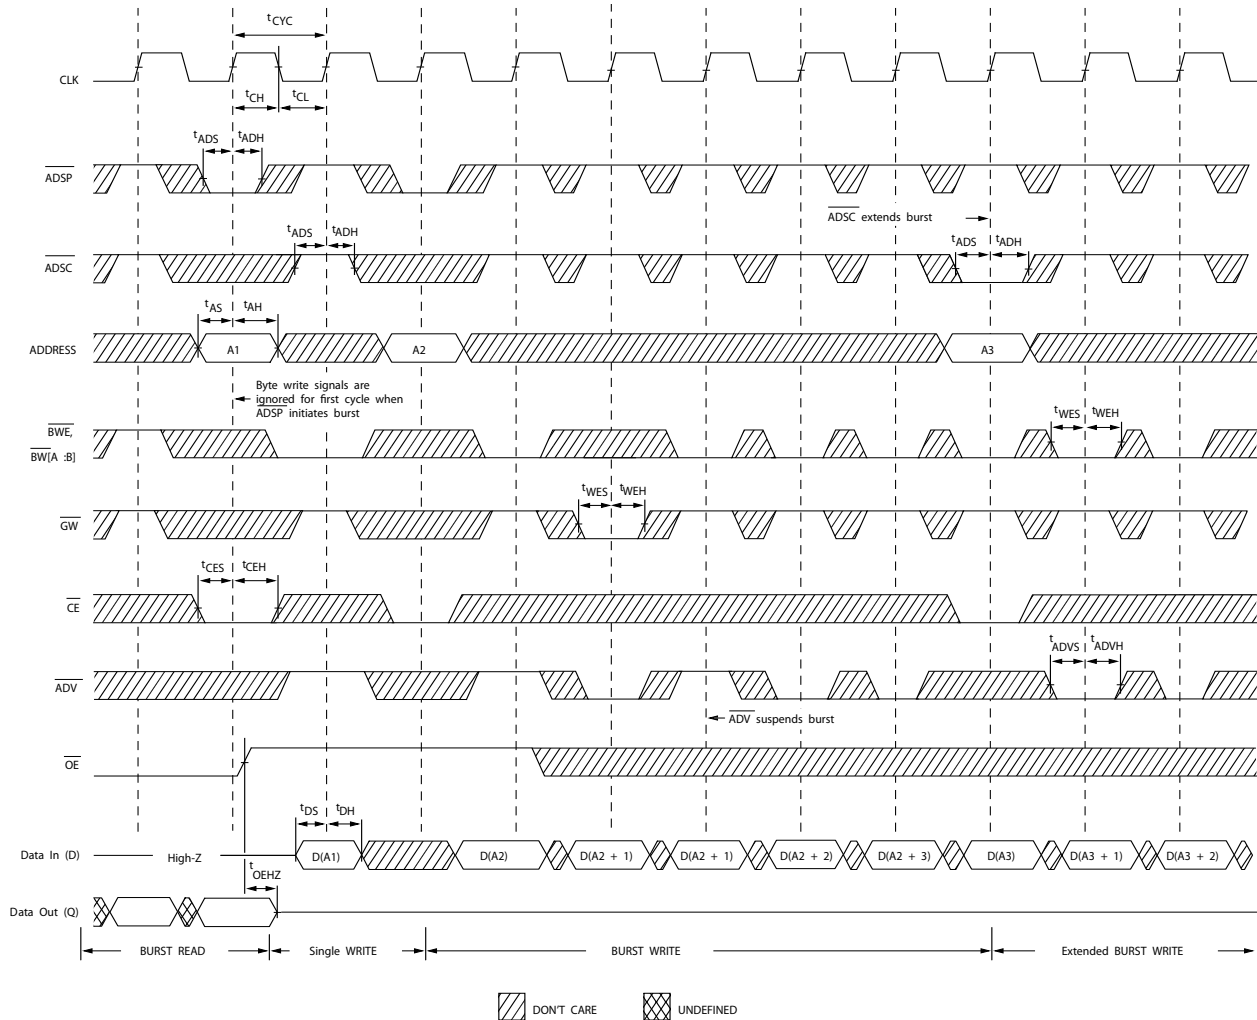 tCYC
CLK
tCH
tCL
tADS
tADH
ADSP
ADSC extends burst
tADS
tADH
tADS
tADH
ADSC
tAS
tAH
ADDRESS
A1
A2
A3
Byte write signals are
ignored for first cycle when
ADSP initiates burst
BWE,
BW[A :B]
tWES
tWEH
tWES
tWEH
GW
tCES
tCEH
CE
tADVS
tADVH
ADV
ADV suspends burst
OE
tDS
tDH
Data In (D)
High-Z
D(A1)
D(A2)
D(A2 + 1)
D(A2 + 1)
D(A2 + 2)
D(A2 + 3)
D(A3)
D(A3 + 1)
D(A3 + 2)
tOEHZ
Data Out (Q)
BURST READ
Single WRITE
BURST WRITE
Extended BURST WRITE
DON'T CARE
UNDEFINED